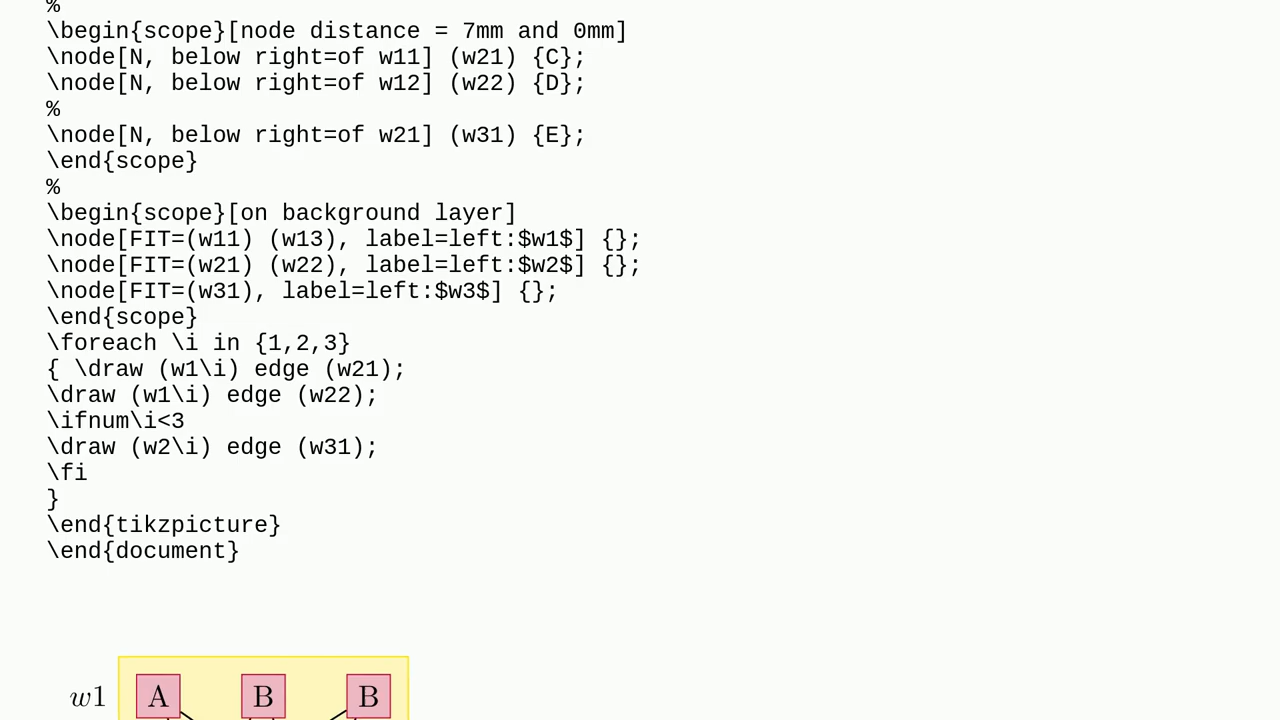 %
\begin{scope}[node distance = 7mm and 0mm]
\node[N, below right=of w11] (w21) {C};
\node[N, below right=of w12] (w22) {D};
%
\node[N, below right=of w21] (w31) {E};
\end{scope}
%
\begin{scope}[on background layer]
\node[FIT=(w11) (w13), label=left:$w1$] {};
\node[FIT=(w21) (w22), label=left:$w2$] {};
\node[FIT=(w31), label=left:$w3$] {};
\end{scope}
\foreach \i in {1,2,3}
{ \draw (w1\i) edge (w21);
\draw (w1\i) edge (w22);
\ifnum\i<3
\draw (w2\i) edge (w31);
\fi
}
\end{tikzpicture}
\end{document}
w1 A B B